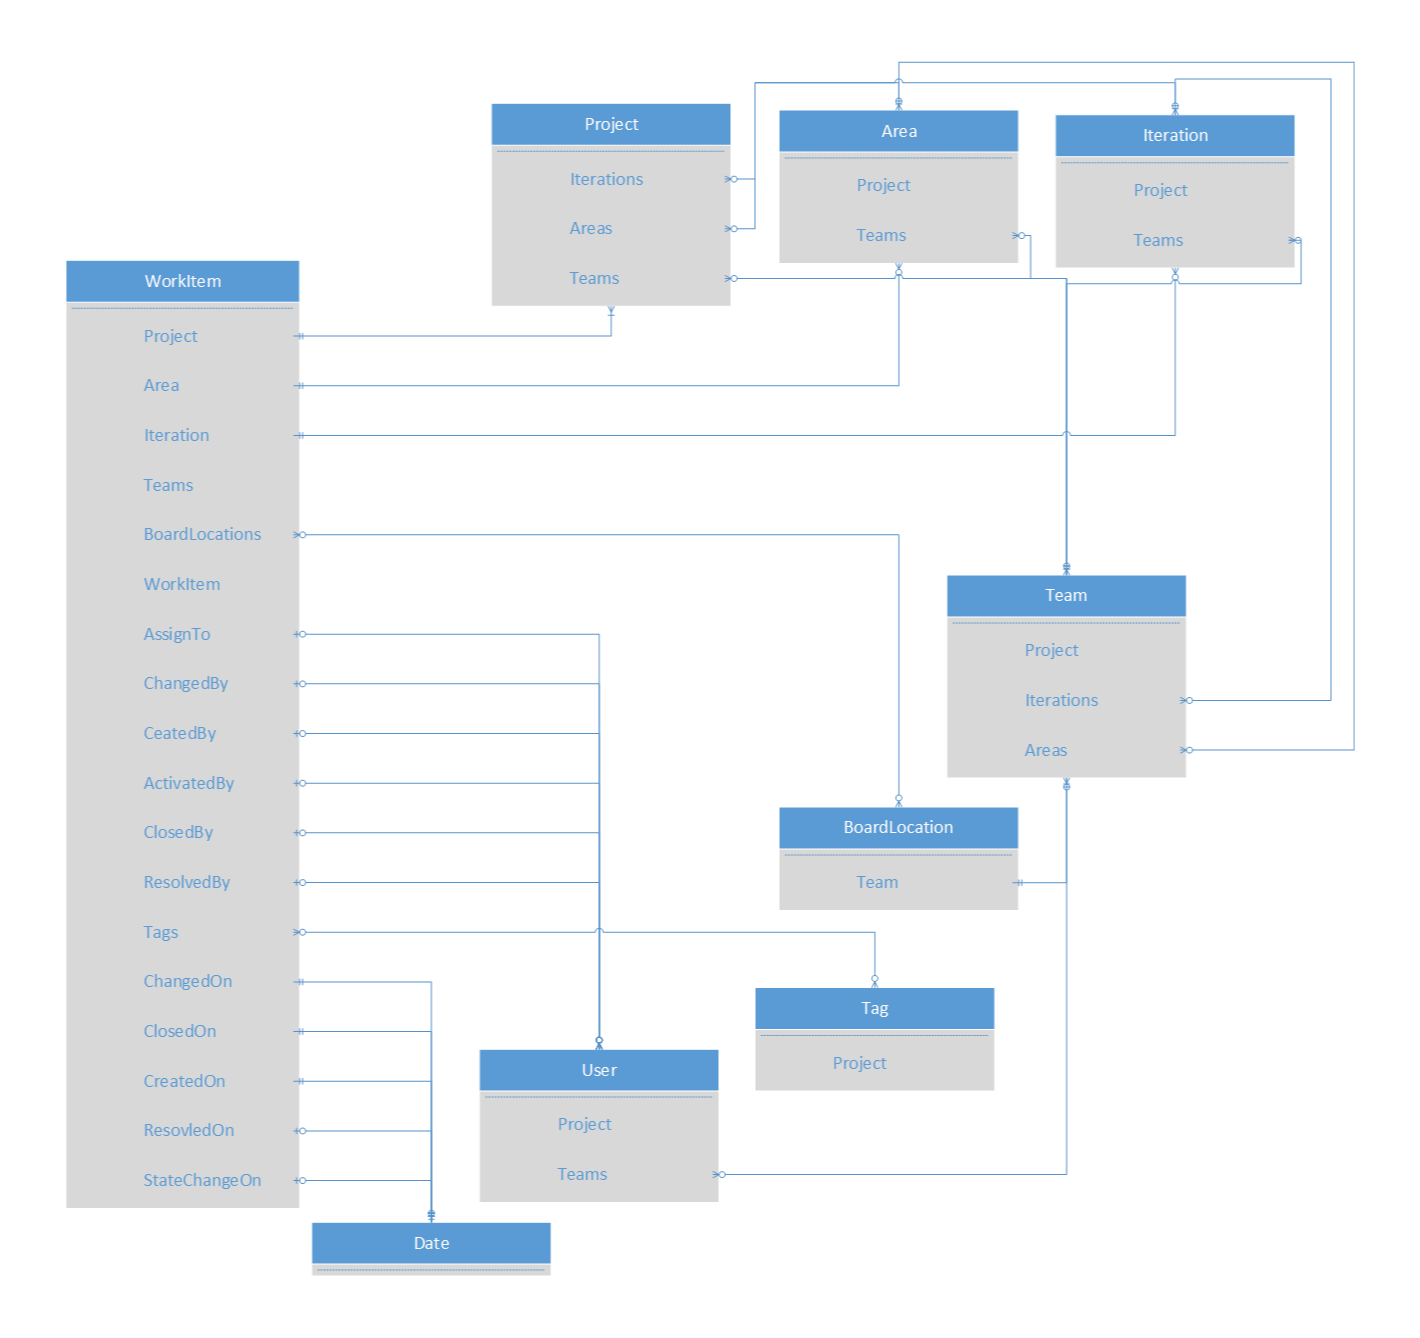 Project
Iterations
Areas
Teams
Area
Project
Teams
Iteration
Project
Teams
WorkItem
Project
Area
Iteration
Teams
BoardLocations
WorkItem
AssignTo
ChangedBy
CeatedBy
ActivatedBy
ClosedBy
ResolvedBy
Tags
ChangedOn
ClosedOn
CreatedOn
ResovledOn
StateChangeOn
Team
Project
Iterations
Areas
BoardLocation
Team
Tag
Project
User
Project
Teams
Date